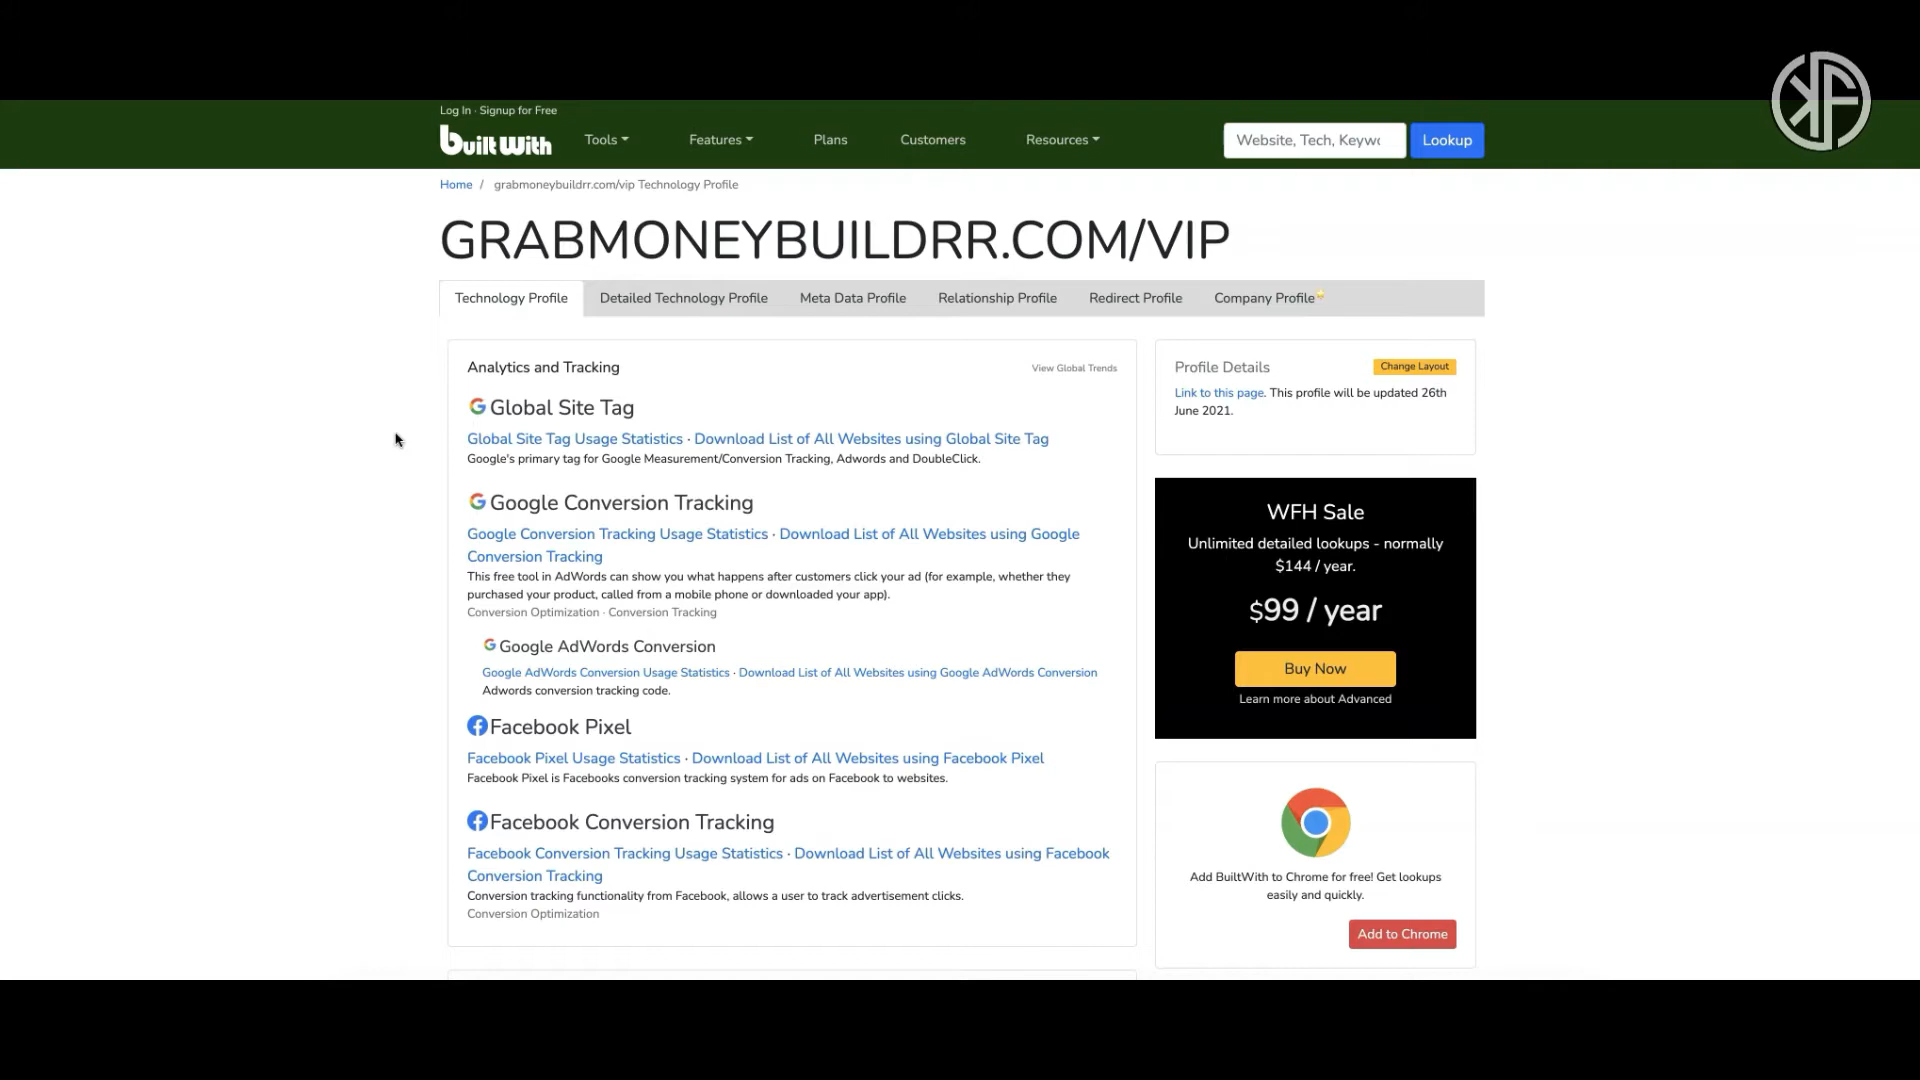 Log In · Signup for Free
builtwith
Tools
Features
Plans
Customers
Resources
Website, Tech, Keywo
Lookup
Home / grabmoneybuildrr.com/vip Technology Profile
GRABMONEYBUILDRR.COM/VIP
Technology Profile
Detailed Technology Profile
Meta Data Profile
Relationship Profile
Redirect Profile
Company Profile
Analytics and Tracking
View Global Trends
Global Site Tag
Global Site Tag Usage Statistics · Download List of All Websites using Global Site Tag
Google's primary tag for Google Measurement/Conversion Tracking, Adwords and DoubleClick.
Google Conversion Tracking
Google Conversion Tracking Usage Statistics · Download List of All Websites using Google
Conversion Tracking
This free tool in AdWords can show you what happens after customers click your ad (for example, whether they
purchased your product, called from a mobile phone or downloaded your app).
Conversion Optimization · Conversion Tracking
Google AdWords Conversion
Google AdWords Conversion Usage Statistics · Download List of All Websites using Google AdWords Conversion
Adwords conversion tracking code.
Facebook Pixel
Facebook Pixel Usage Statistics · Download List of All Websites using Facebook Pixel
Facebook Pixel is Facebooks conversion tracking system for ads on Facebook to websites.
Facebook Conversion Tracking
Facebook Conversion Tracking Usage Statistics · Download List of All Websites using Facebook
Conversion Tracking
Conversion tracking functionality from Facebook, allows a user to track advertisement clicks.
Conversion Optimization
Profile Details
Change Layout
Link to this page. This profile will be updated 26th
June 2021.
WFH Sale
Unlimited detailed lookups - normally
$144 / year.
$99 / year
Buy Now
Learn more about Advanced
Add BuiltWith to Chrome for free! Get lookups
easily and quickly.
Add to Chrome
KF